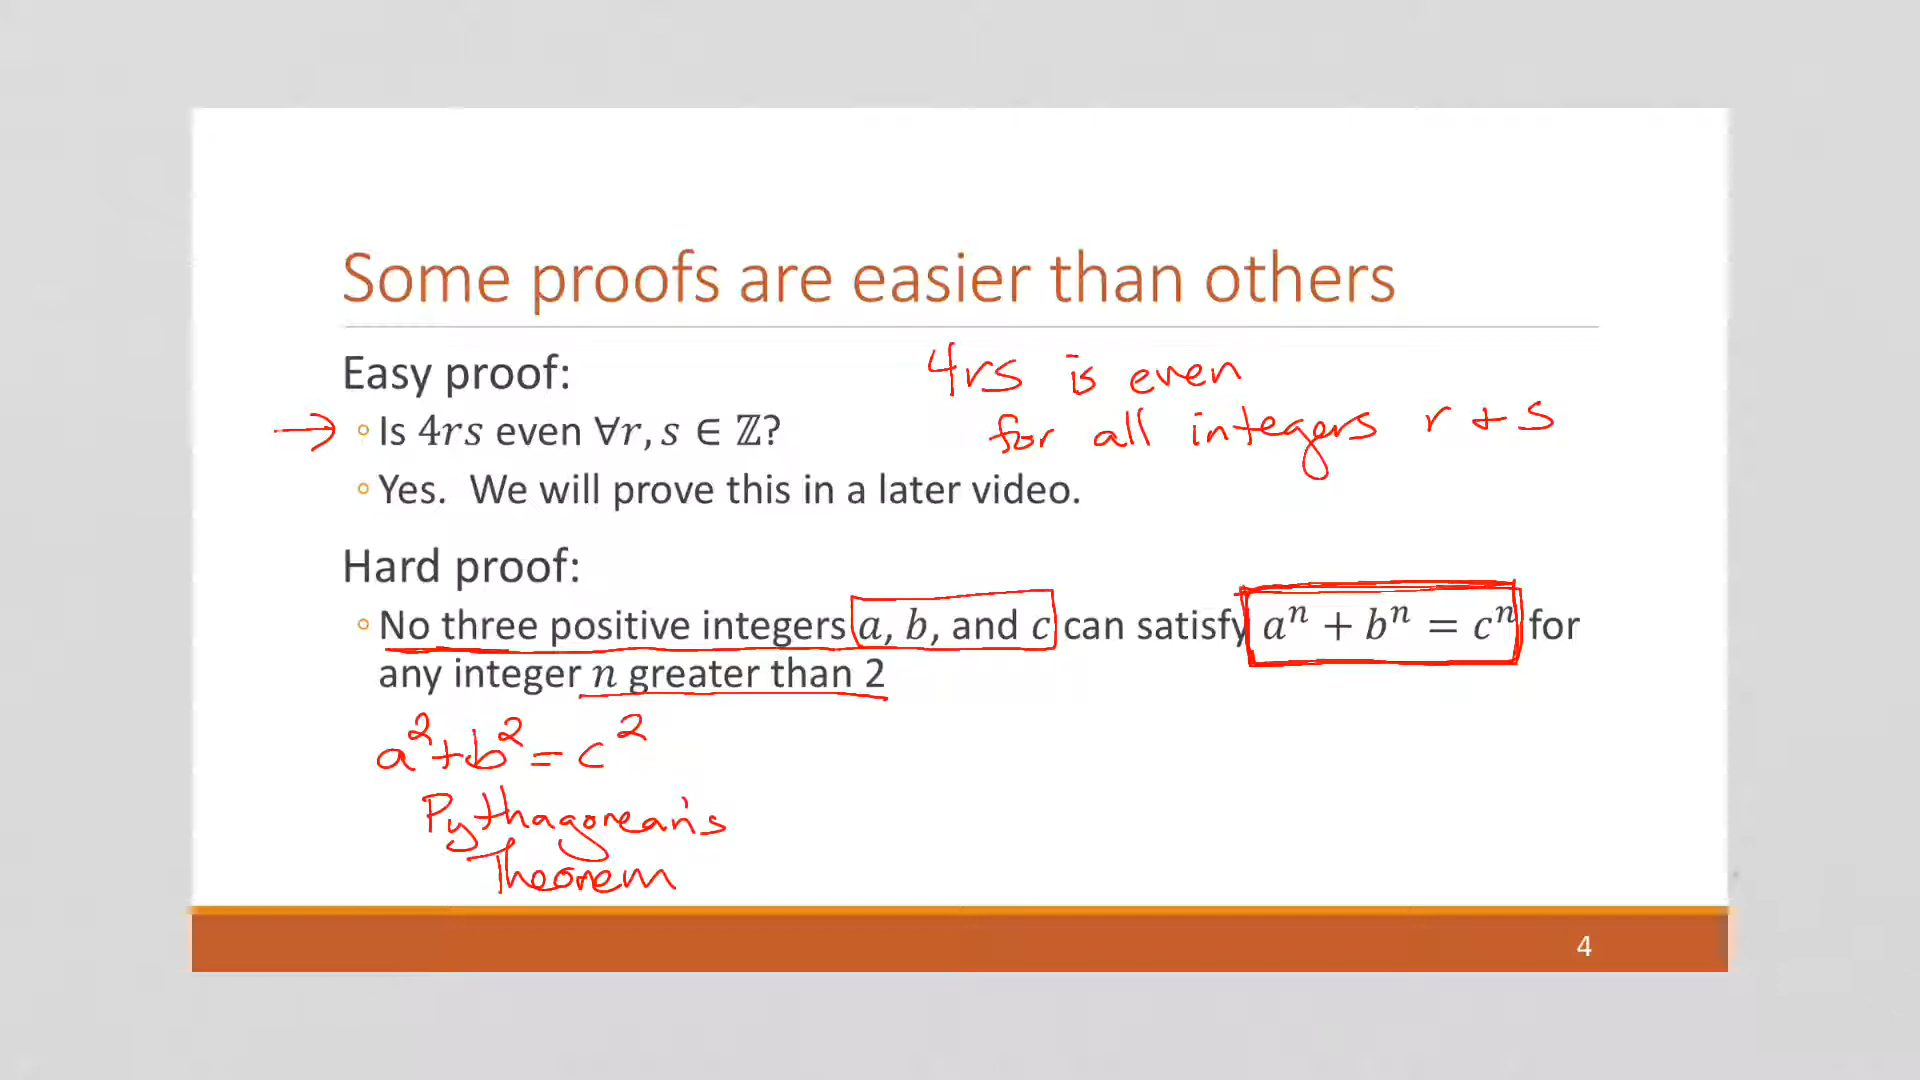 Some proofs are easier than others
Easy proof:
4rs is even
◦ Is 4rs even ∀r, s ∈ ℤ?
for all integers r + s
◦ Yes. We will prove this in a later video.
Hard proof:
◦ No three positive integers a, b, and c can satisfy aⁿ + bⁿ = cⁿ for
any integer n greater than 2
a² + b² = c²
Pythagorean's
Theorem
4